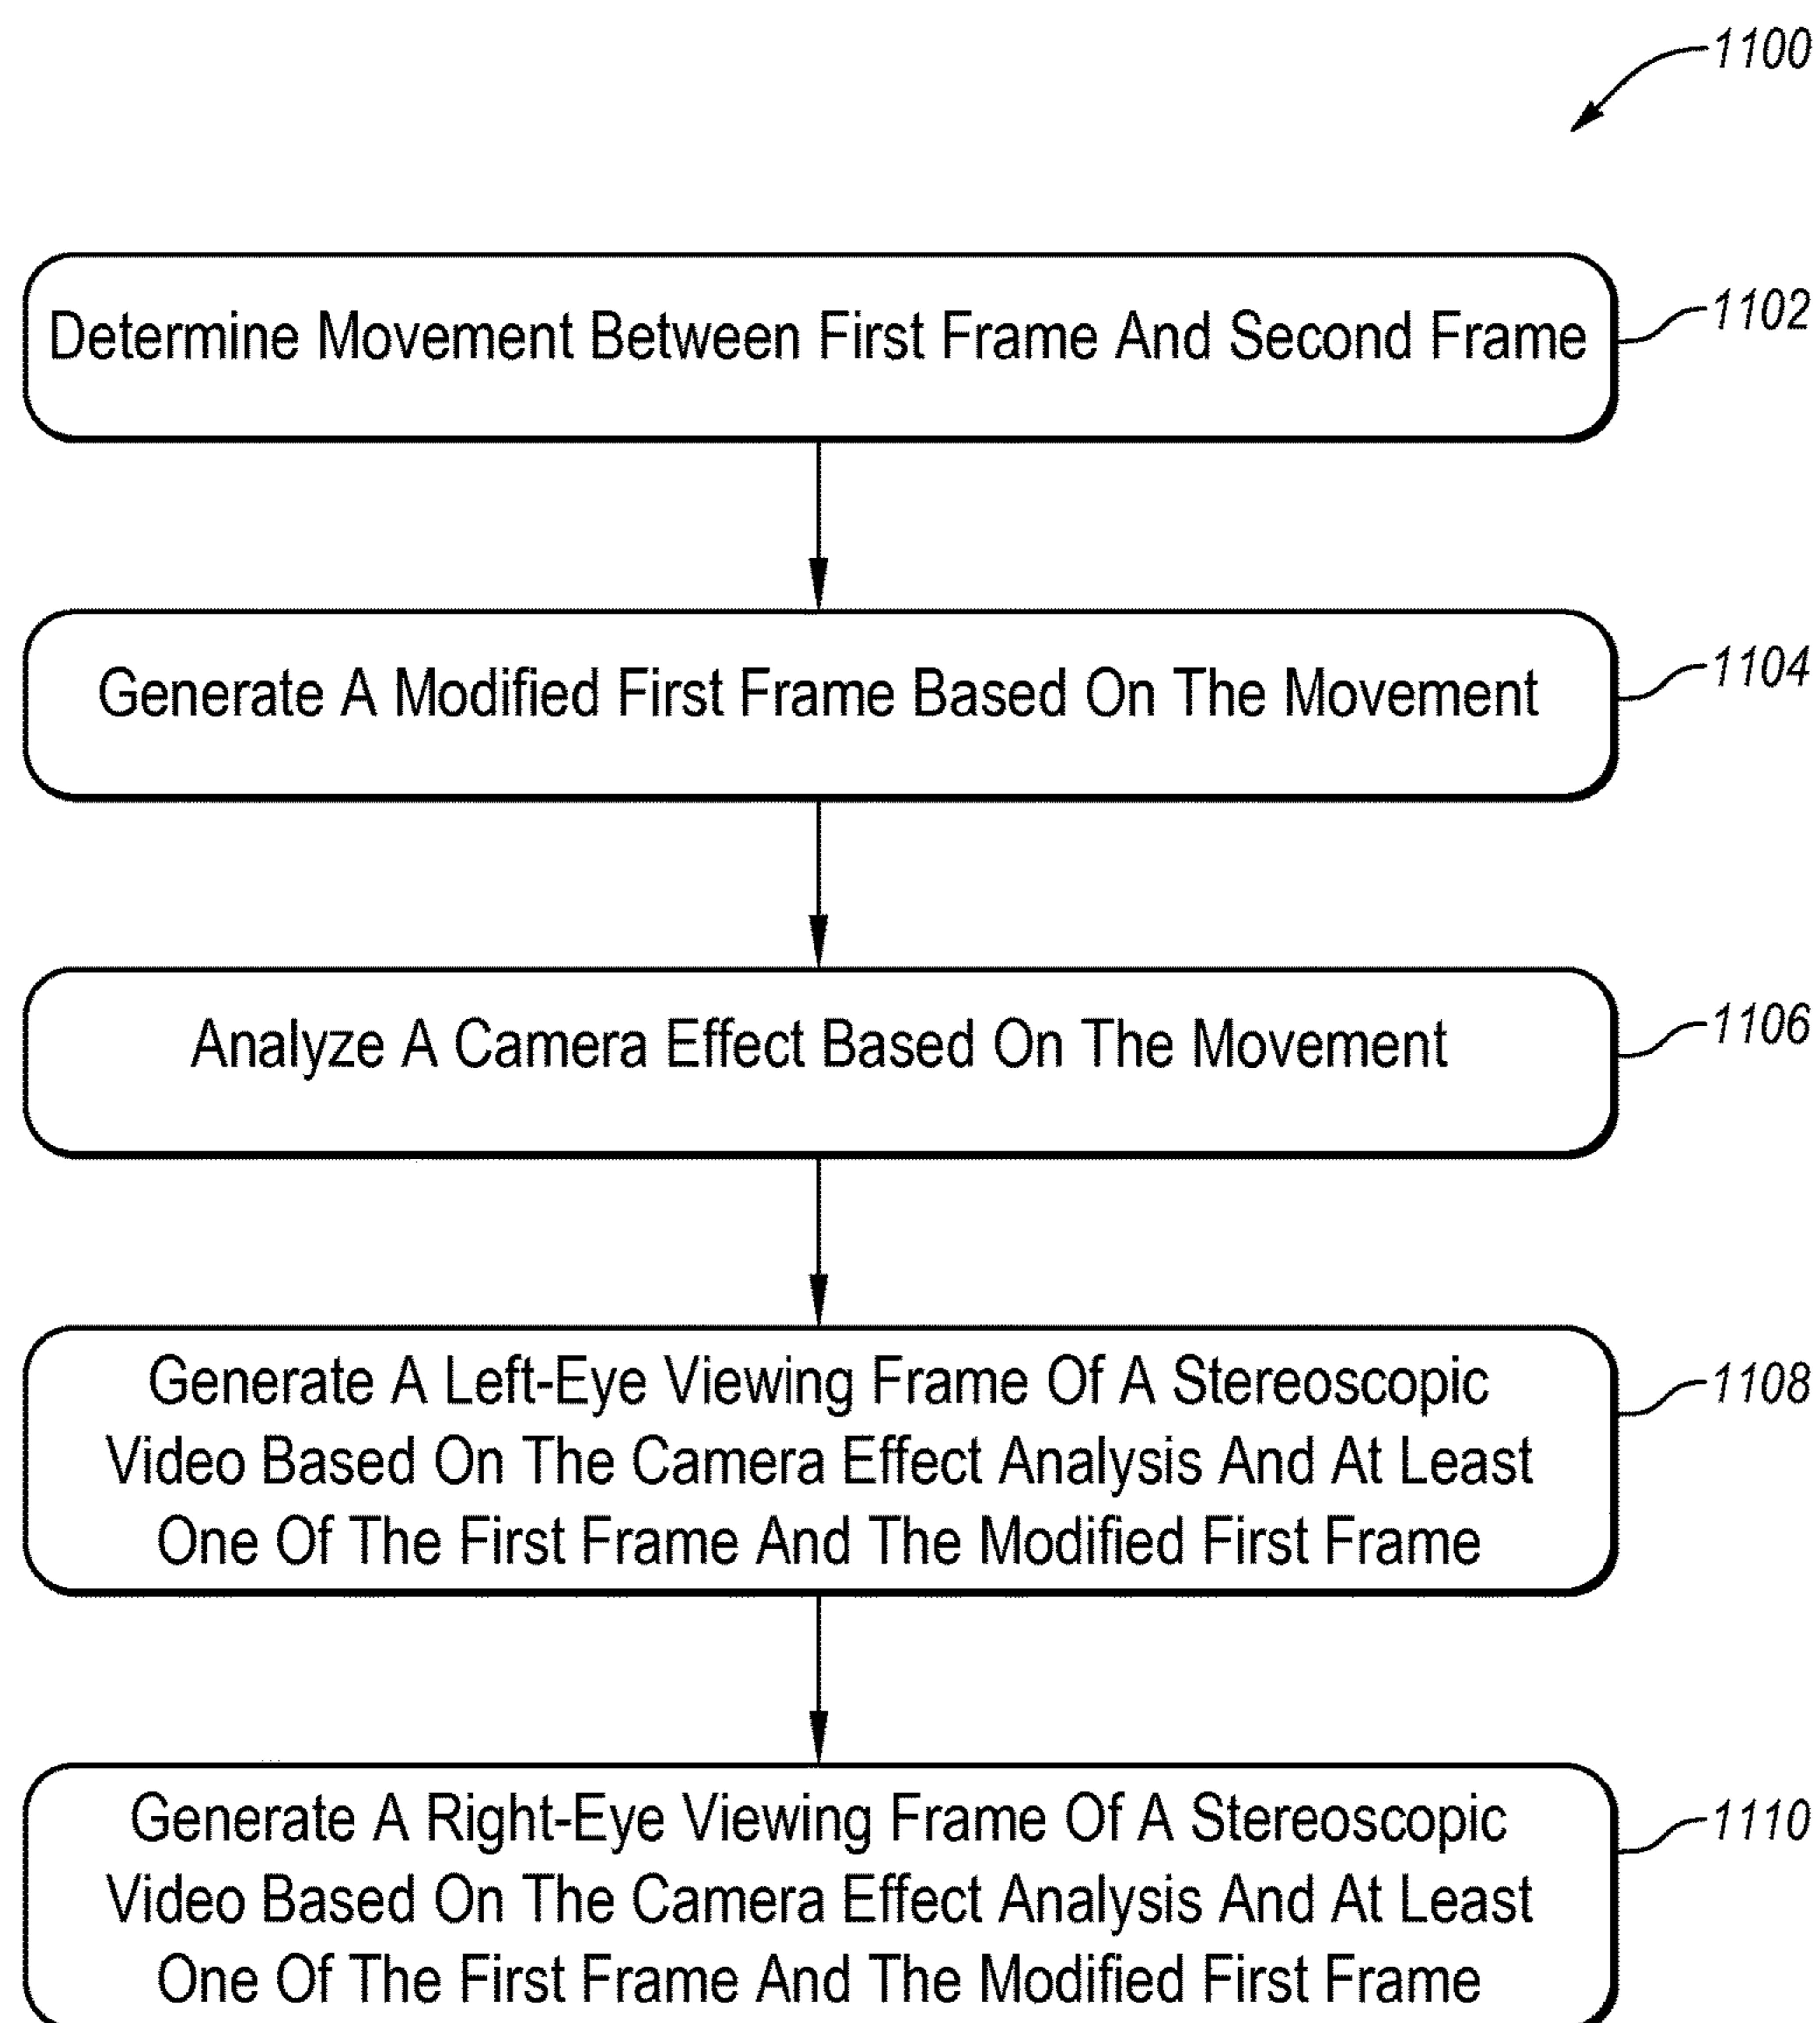 1100
Determine Movement Between First Frame And Second Frame
1102
Generate A Modified First Frame Based On The Movement
1104
Analyze A Camera Effect Based On The Movement
1106
Generate A Left-Eye Viewing Frame Of A Stereoscopic
Video Based On The Camera Effect Analysis And At Least
One Of The First Frame And The Modified First Frame
1108
Generate A Right-Eye Viewing Frame Of A Stereoscopic
Video Based On The Camera Effect Analysis And At Least
One Of The First Frame And The Modified First Frame
1110